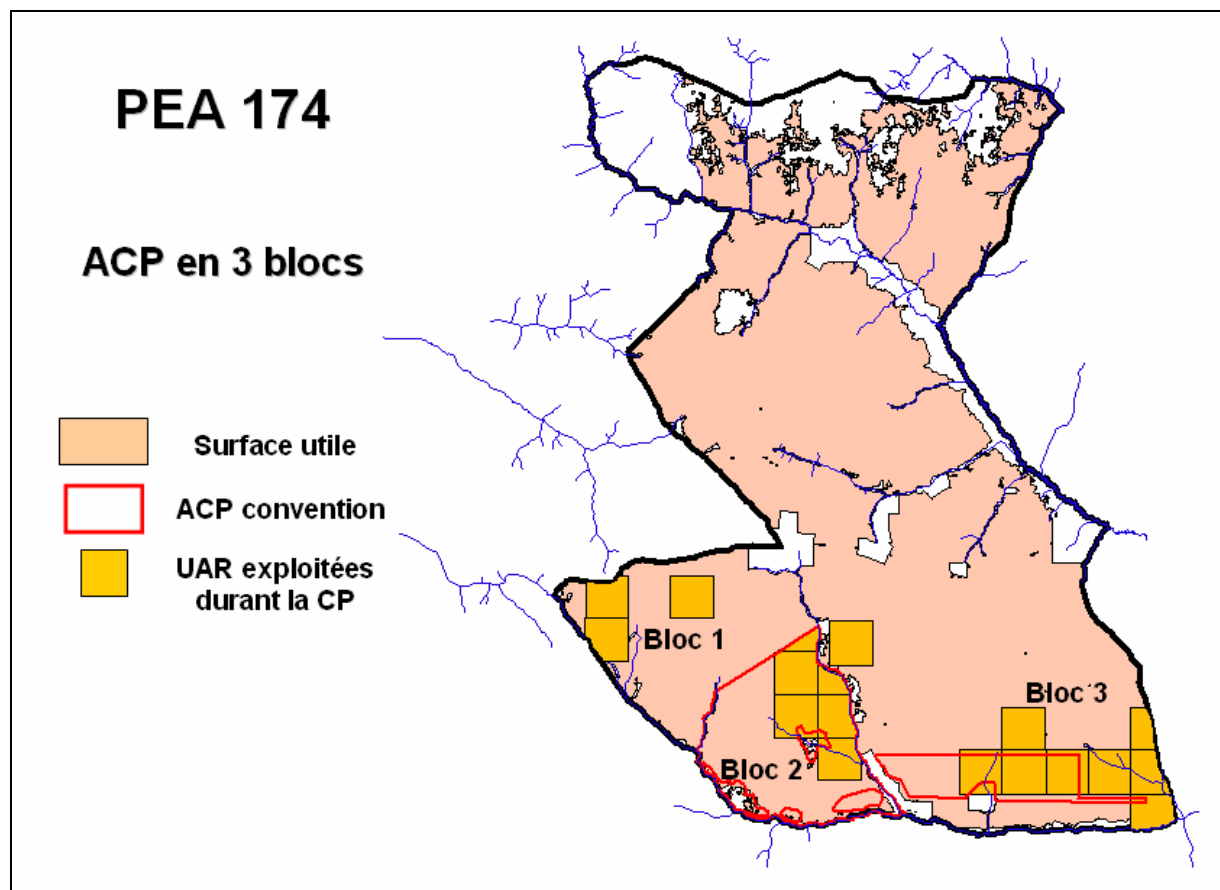 PEA 174
ACP en 3 blocs
Surface utile
ACP convention
UAR exploitées
durant la CP
Bloc 1
Bloc 2
Bloc 3